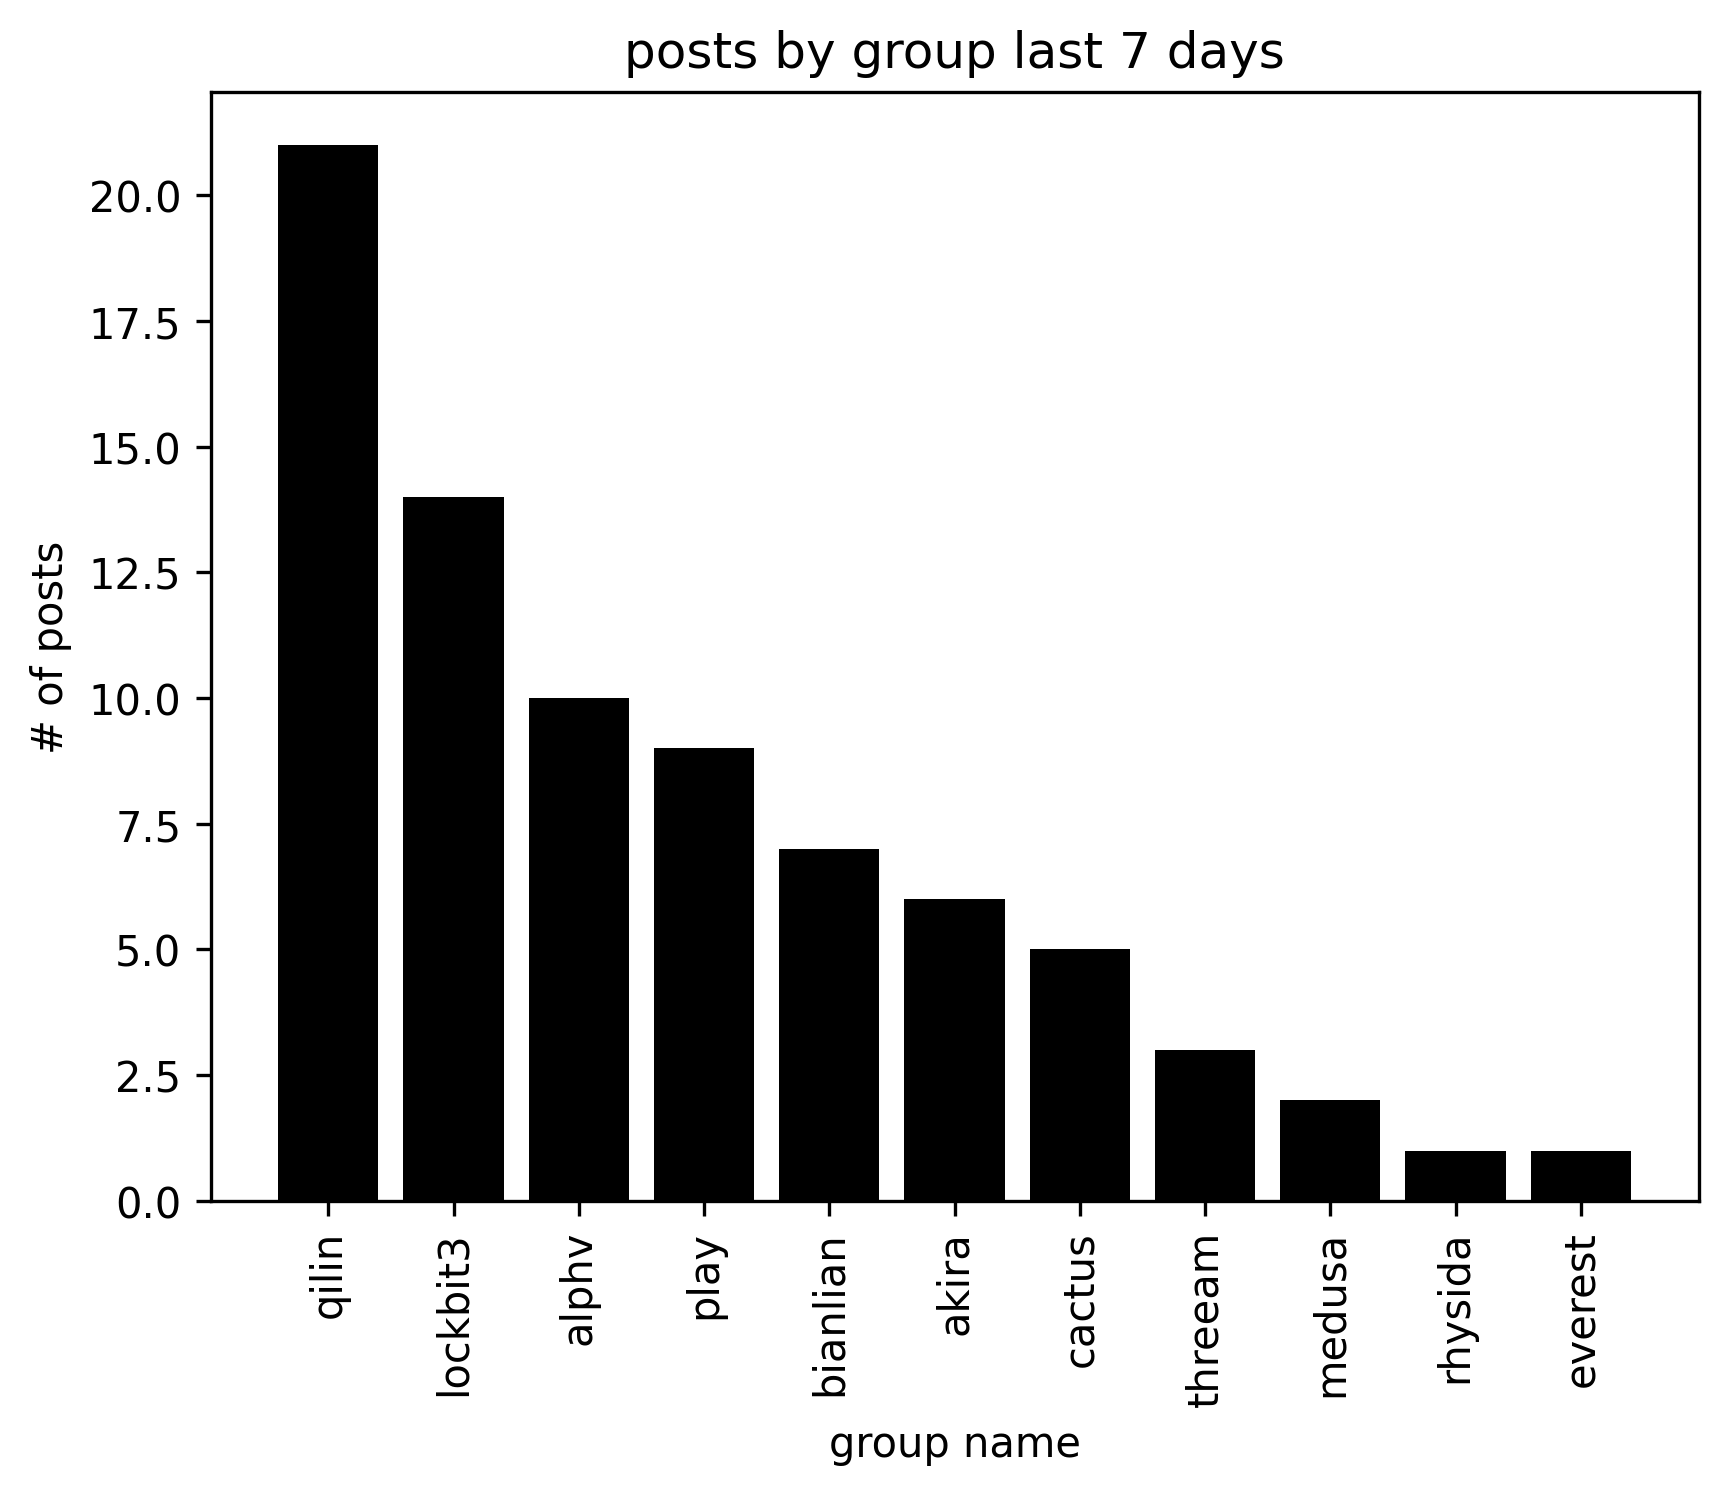 posts by group last 7 days
# of posts
20.0
17.5
15.0
12.5
10.0
7.5
5.0
2.5
0.0
qilin
lockbit3
alphv
play
bianlian
akira
cactus
threeam
medusa
rhysida
everest
group name